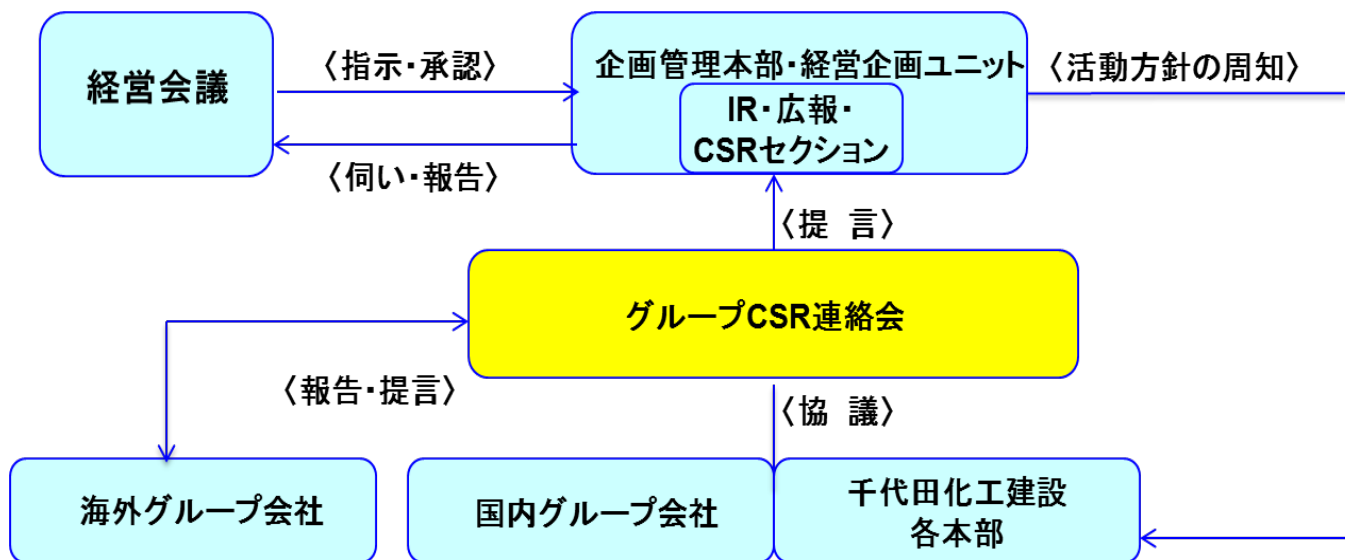 経営会議
〈指示・承認〉
〈伺い・報告〉
企画管理本部・経営企画ユニット
IR・広報・
CSRセクション
〈活動方針の周知〉
〈提　言〉
グループCSR連絡会
〈報告・提言〉
〈協　議〉
海外グループ会社
国内グループ会社
千代田化工建設
各本部